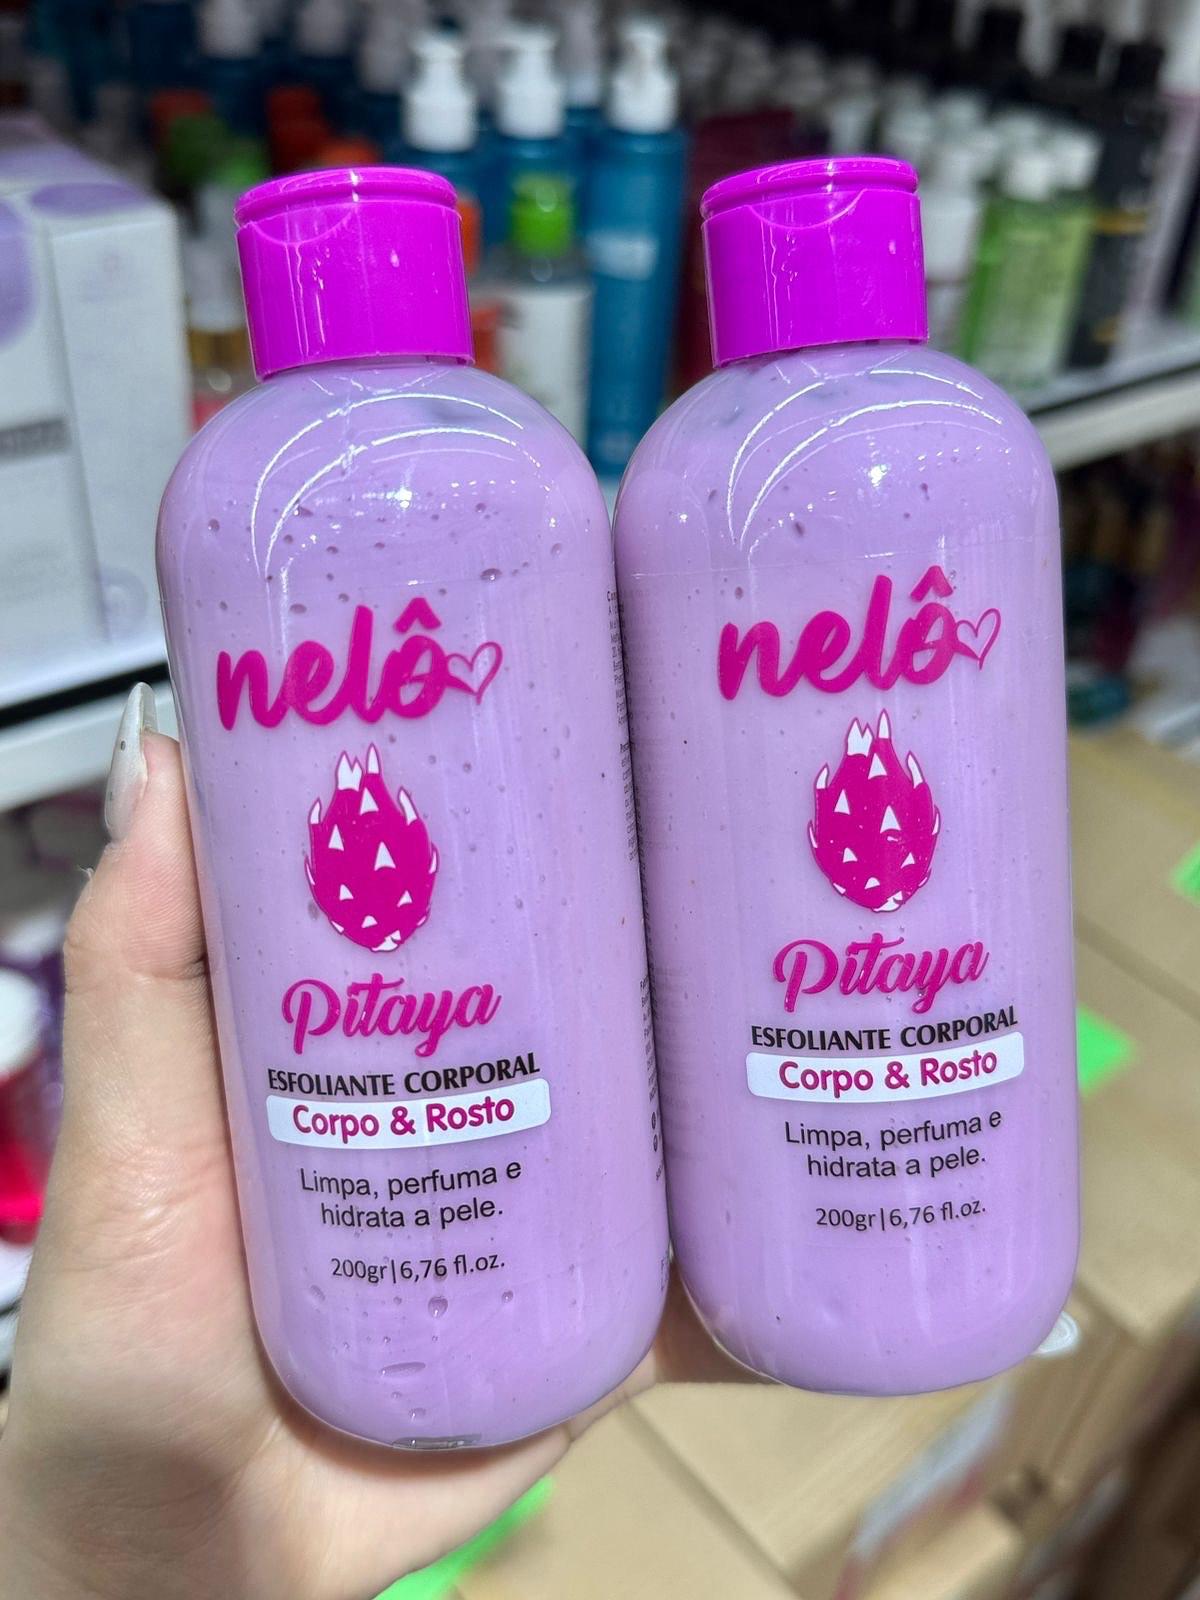 nelô
Pitaya
ESFOLIANTE CORPORAL
Corpo & Rosto
Limpa, perfuma e
hidrata a pele.
200gr|6,76 fl.oz.
nelô
Pitaya
ESFOLIANTE CORPORAL
Corpo & Rosto
Limpa, perfuma e
hidrata a pele.
200gr|6,76 fl.oz.